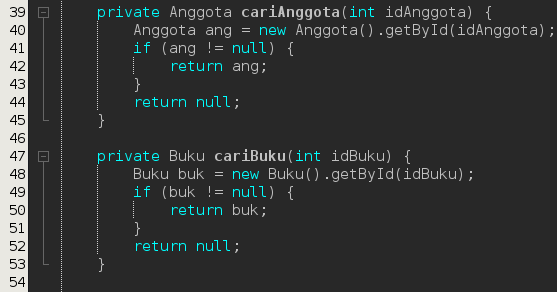 39 private Anggota cariAnggota(int idAnggota) {
40 Anggota ang = new Anggota().getById(idAnggota);
41 if (ang != null) {
42 return ang;
43 }
44 return null;
45 }
46
47 private Buku cariBuku(int idBuku) {
48 Buku buk = new Buku().getById(idBuku);
49 if (buk != null) {
50 return buk;
51 }
52 return null;
53 }
54